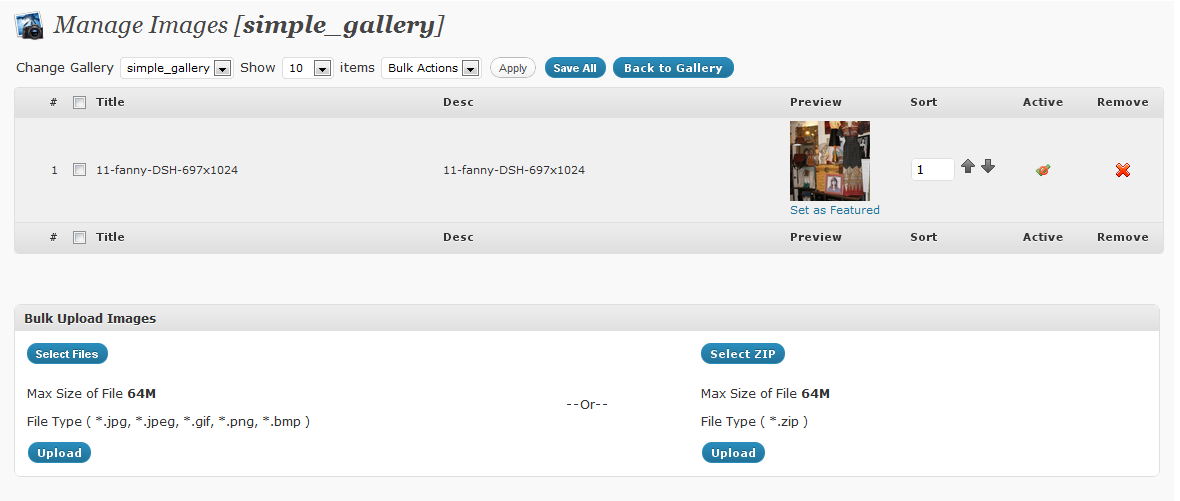 Manage Images [simple_gallery]
Change Gallery simple_gallery Show 10 items Bulk Actions Apply Save All Back to Gallery
# Title Desc Preview Sort Active Remove
1 11-fanny-DSH-697x1024 11-fanny-DSH-697x1024 1
Set as Featured
# Title Desc Preview Sort Active Remove
Bulk Upload Images
Select Files Select ZIP
Max Size of File 64M Max Size of File 64M
--Or--
File Type ( *.jpg, *.jpeg, *.gif, *.png, *.bmp ) File Type ( *.zip )
Upload Upload